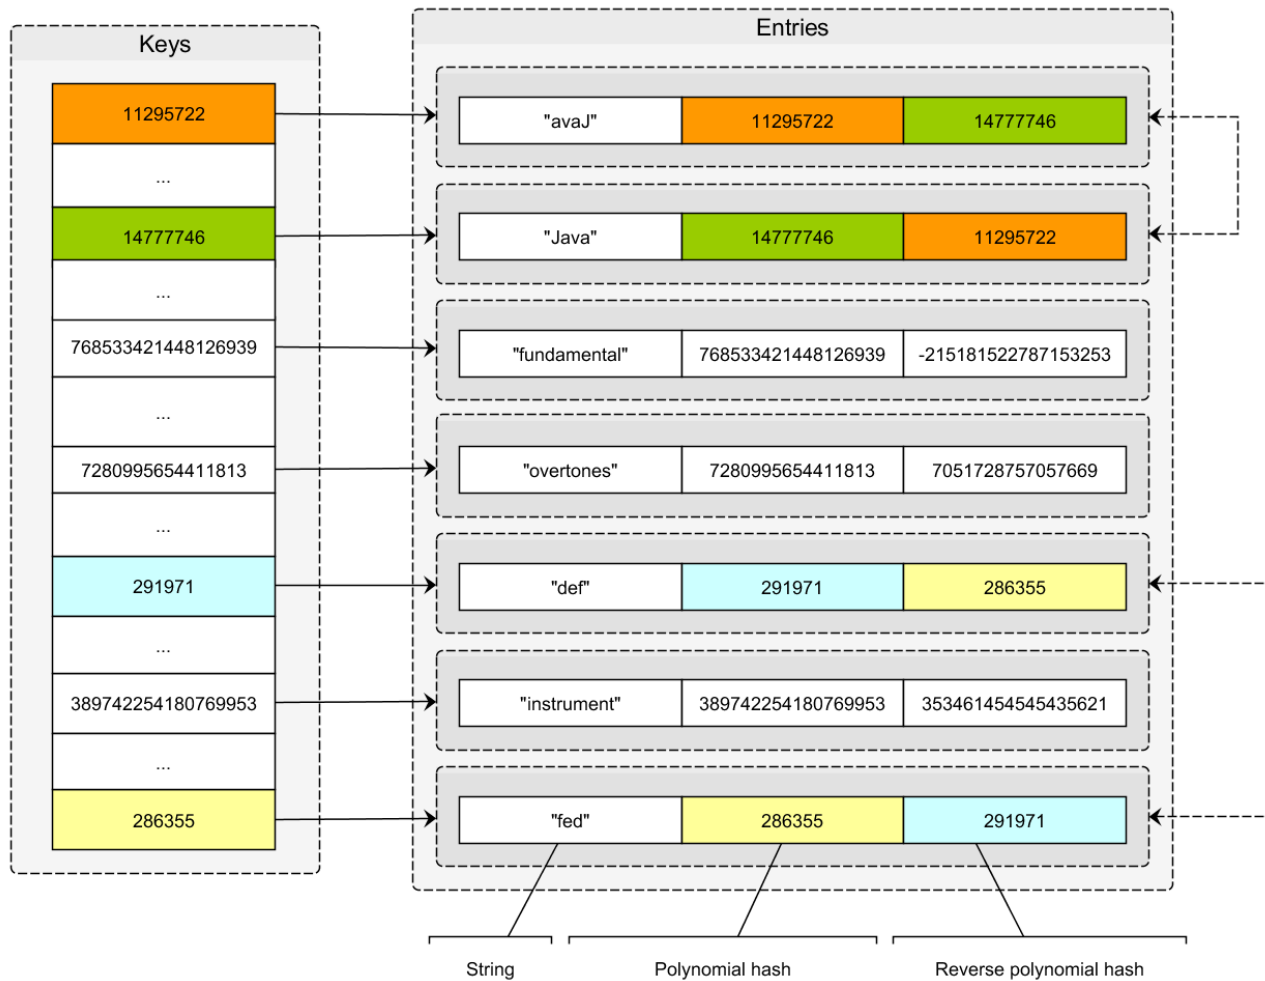 Keys
11295722
...
14777746
...
768533421448126939
...
7280995654411813
...
291971
...
389742254180769953
...
286355
Entries
"avaJ" 11295722 14777746
"Java" 14777746 11295722
"fundamental" 768533421448126939 -215181522787153253
"overtones" 7280995654411813 7051728757057669
"def" 291971 286355
"instrument" 389742254180769953 353461454545435621
"fed" 286355 291971
String Polynomial hash Reverse polynomial hash